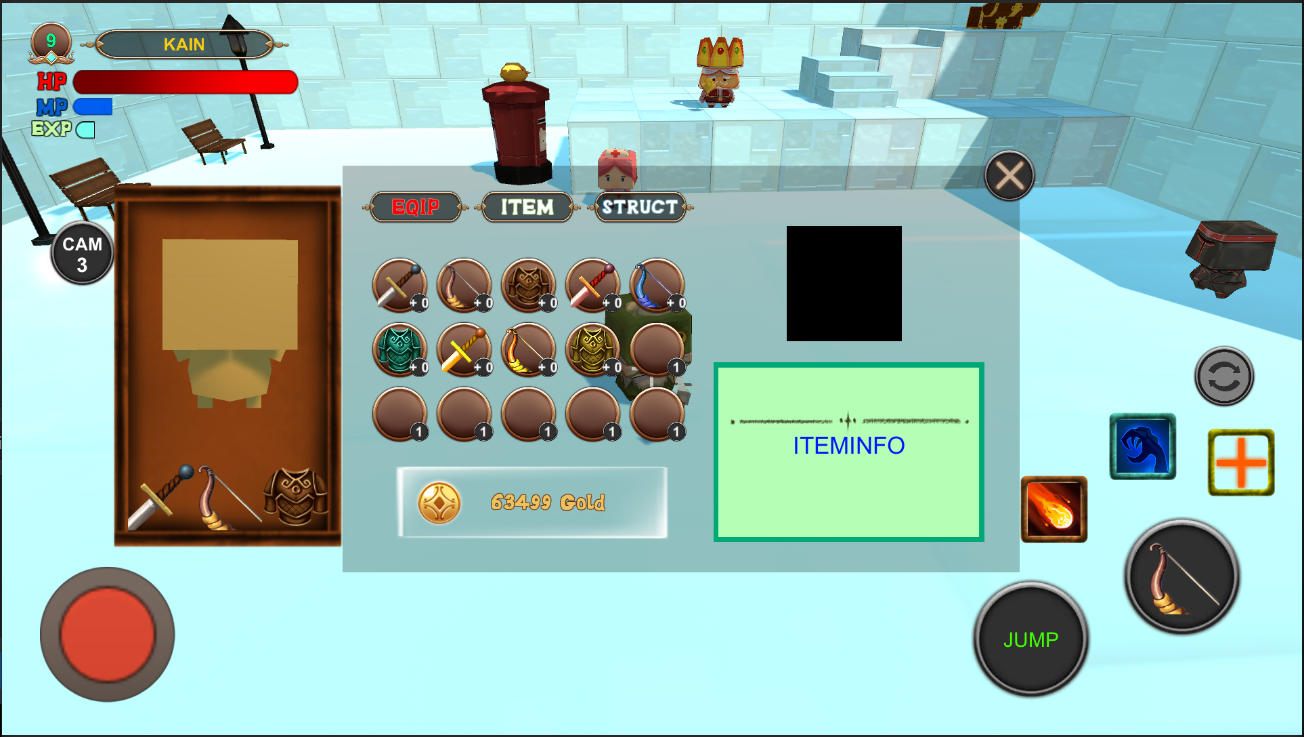 9
KAIN
HP
MP
EXP
CAM
3
EQIP
ITEM
STRUCT
+0
+0
+0
+0
+0
+0
+0
+0
+0
1
1
1
1
1
1
63499 Gold
ITEMINFO
JUMP